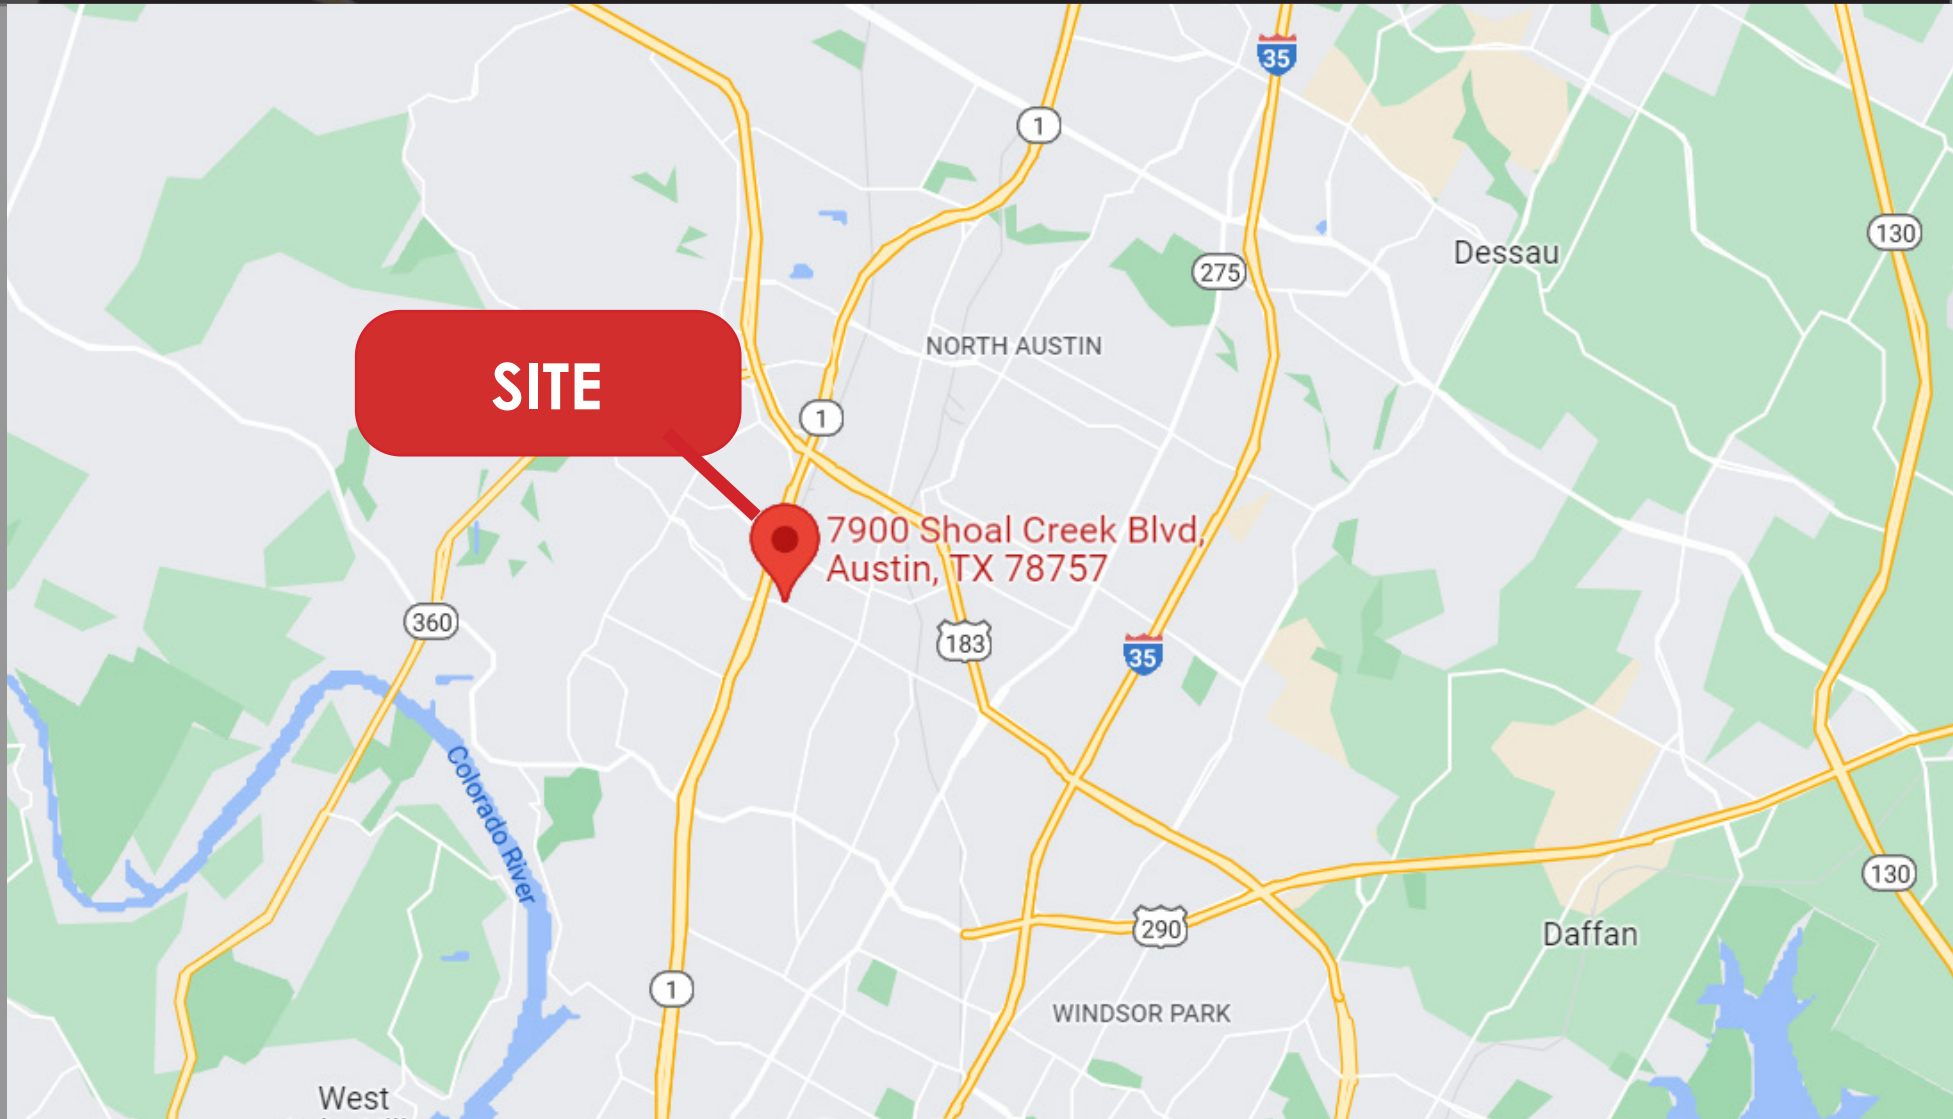 35
1
130
Dessau
275
NORTH AUSTIN
SITE
1
7900 Shoal Creek Blvd,
Austin, TX 78757
360
183
35
Colorado River
130
290
Daffan
1
WINDSOR PARK
West